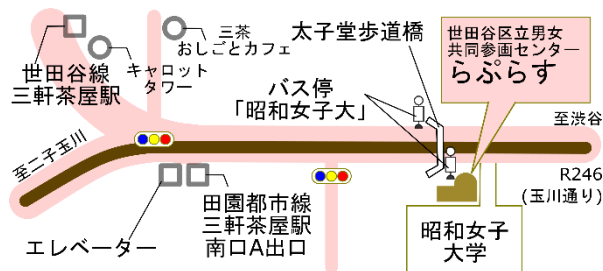 世田谷線
三軒茶屋駅
キャロット
タワー
三茶
おしごとカフェ
太子堂歩道橋
バス停
「昭和女子大」
世田谷区立男女
共同参画センター
らぷらす
至渋谷
R246
(玉川通り)
至二子玉川
エレベーター
田園都市線
三軒茶屋駅
南口A出口
昭和女子
大学